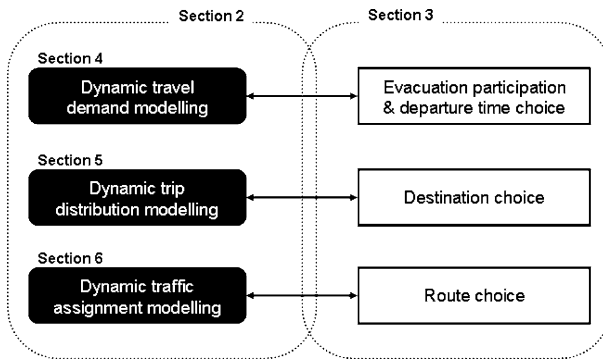 Section 2
Section 3
Section 4
Dynamic travel
demand modelling
Evacuation participation
& departure time choice
Section 5
Dynamic trip
distribution modelling
Destination choice
Section 6
Dynamic traffic
assignment modelling
Route choice